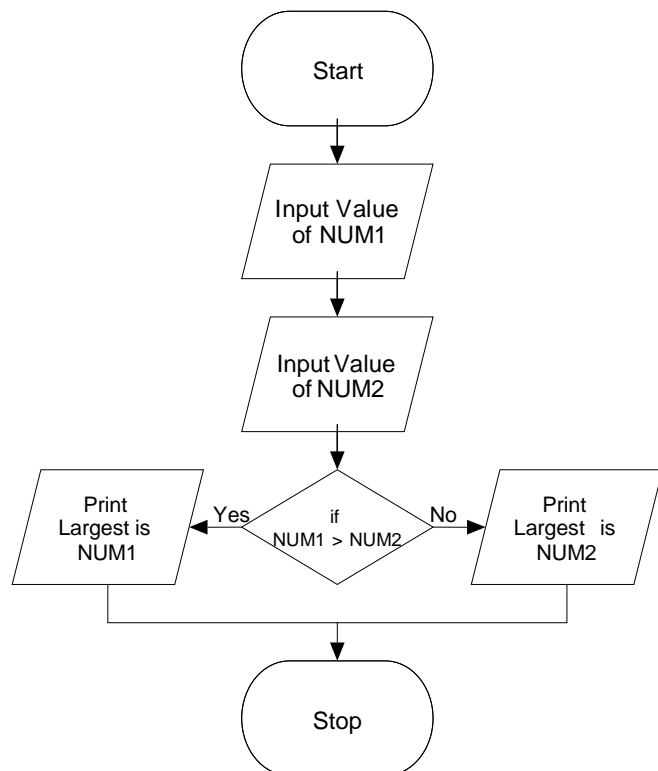 Start
Input Value
of NUM1
Input Value
of NUM2
if
NUM1 > NUM2
Yes
No
Print
Largest is
NUM1
Print
Largest is
NUM2
Stop